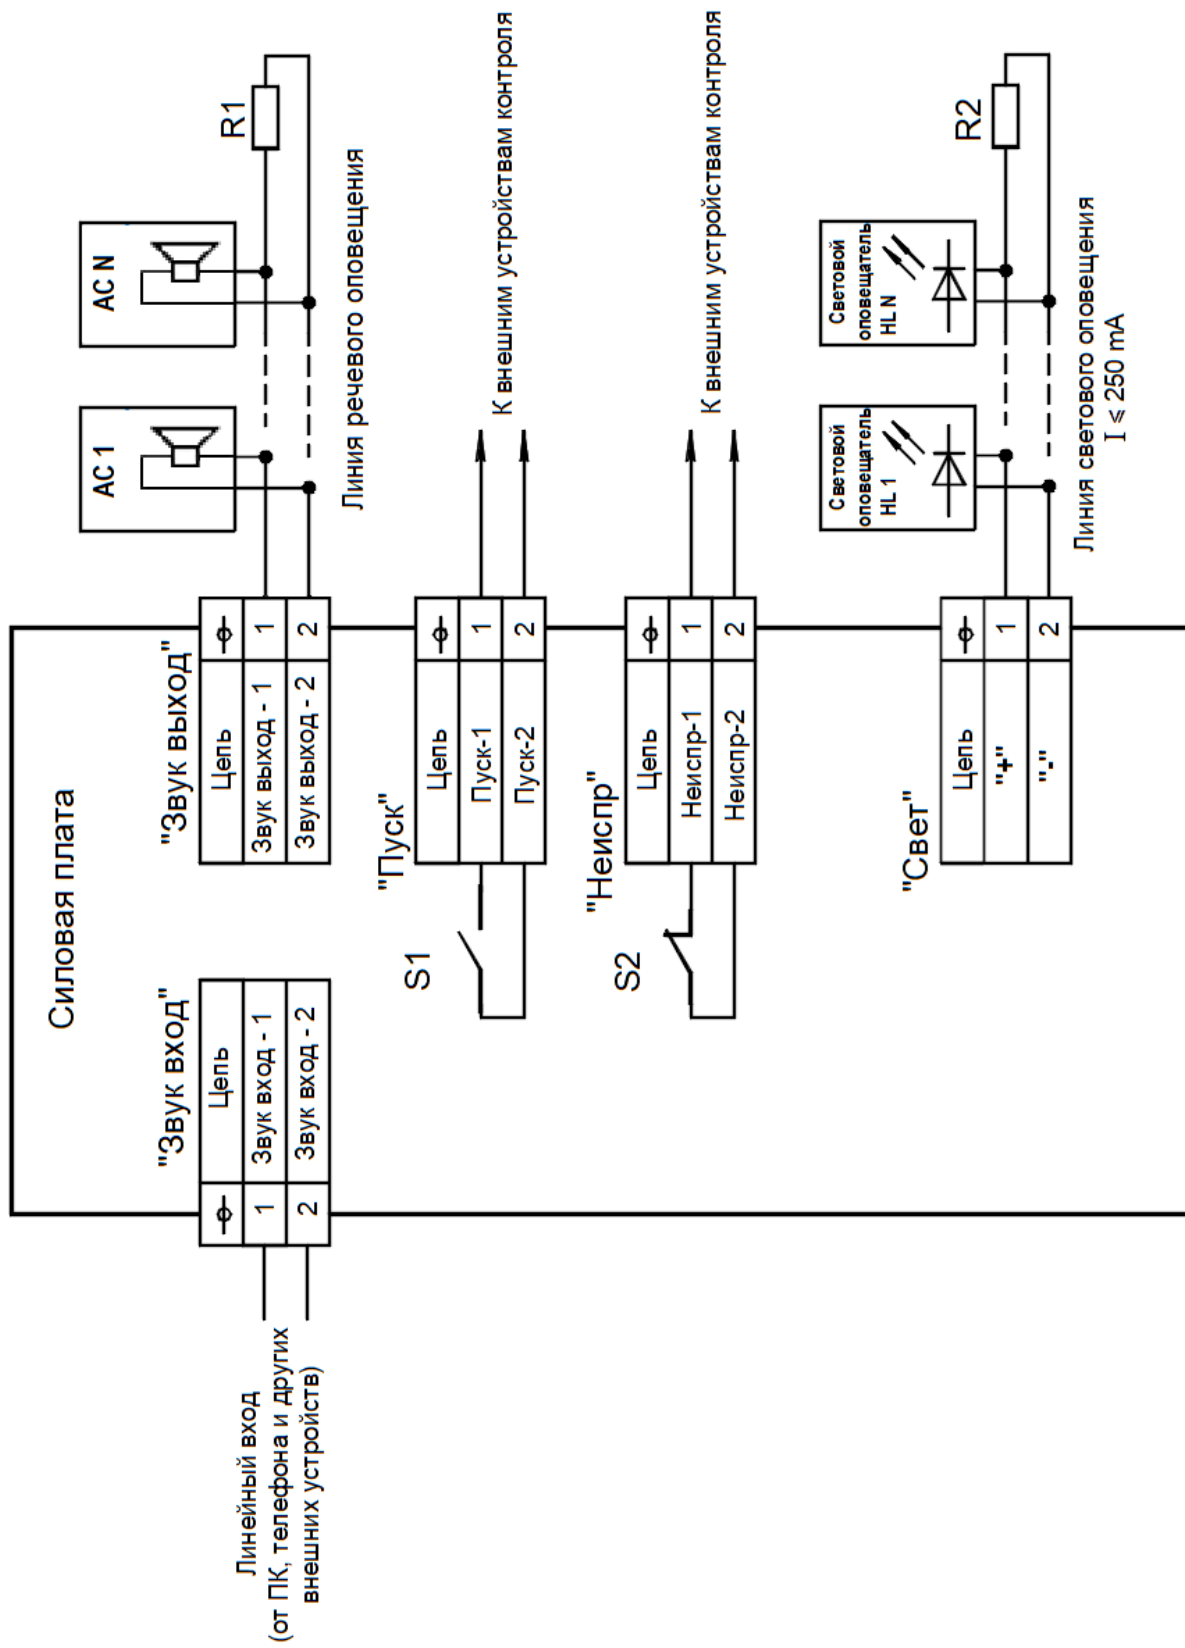 Силовая плата
"Звук вход"
Цепь
1
Звук вход - 1
2
Звук вход - 2
Линейный вход
(от ПК, телефона и других
внешних устройств)
"Звук выход"
Цепь
Звук выход - 1
1
Звук выход - 2
2
AC 1
AC N
R1
Линия речевого оповещения
"Пуск"
Цепь
Пуск-1
1
Пуск-2
2
S1
К внешним устройствам контроля
"Неиспр"
Цепь
Неиспр-1
1
Неиспр-2
2
S2
К внешним устройствам контроля
"Свет"
Цепь
"+"
1
"-"
2
Световой
оповещатель
HL 1
Световой
оповещатель
HL N
R2
Линия светового оповещения
I ⩽ 250 mA